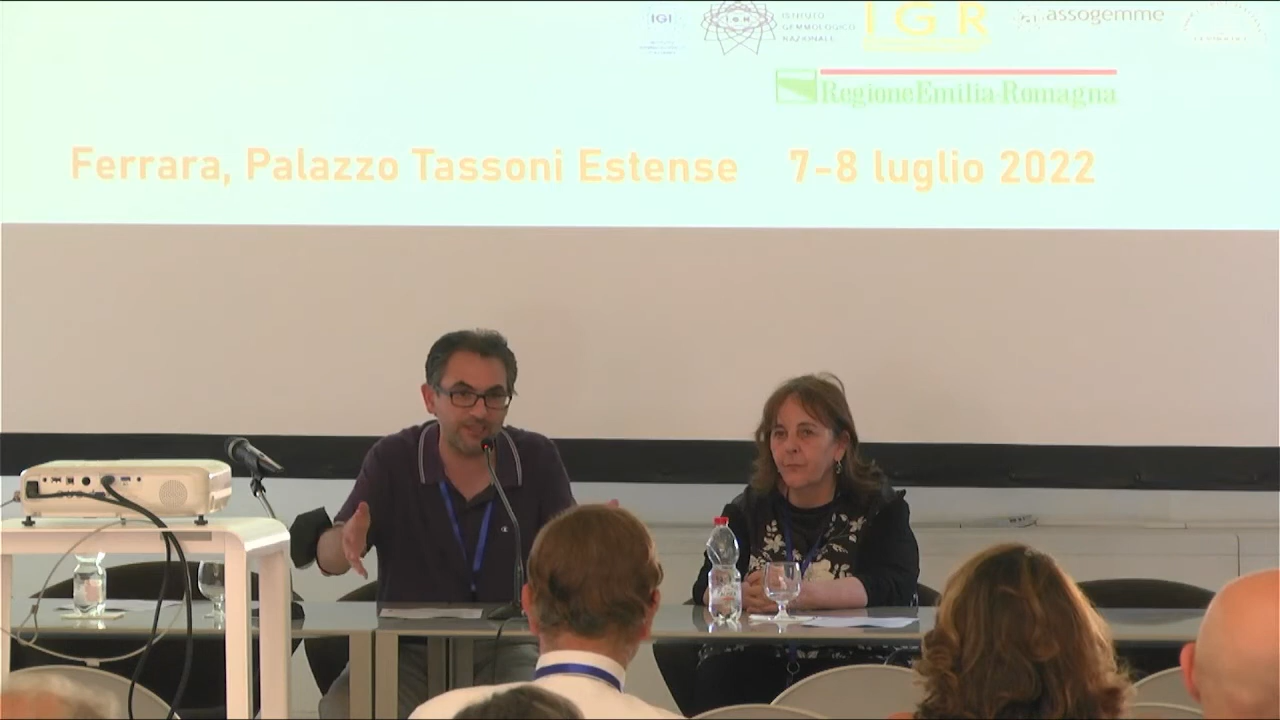 IGI
I.G.N.
ISTITUTO
GEMMOLOGICO
NAZIONALE
IGR
assogemme
RegioneEmilia-Romagna
Ferrara, Palazzo Tassoni Estense 7-8 luglio 2022